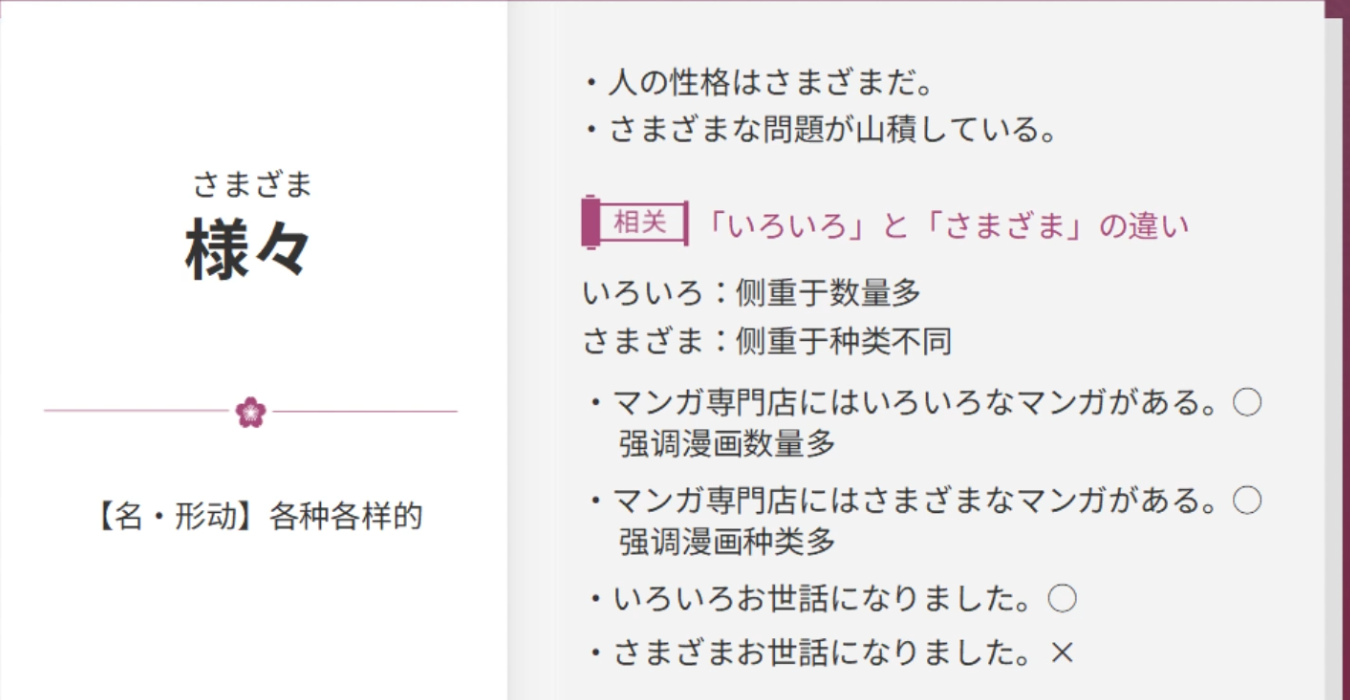 さまざま
様々
【名・形动】各种各样的
・人の性格はさまざまだ。
・さまざまな問題が山積している。
相关 「いろいろ」と「さまざま」の違い
いろいろ：侧重于数量多
さまざま：侧重于种类不同
・マンガ専門店にはいろいろなマンガがある。○
强调漫画数量多
・マンガ専門店にはさまざまなマンガがある。○
强调漫画种类多
・いろいろお世話になりました。○
・さまざまお世話になりました。×